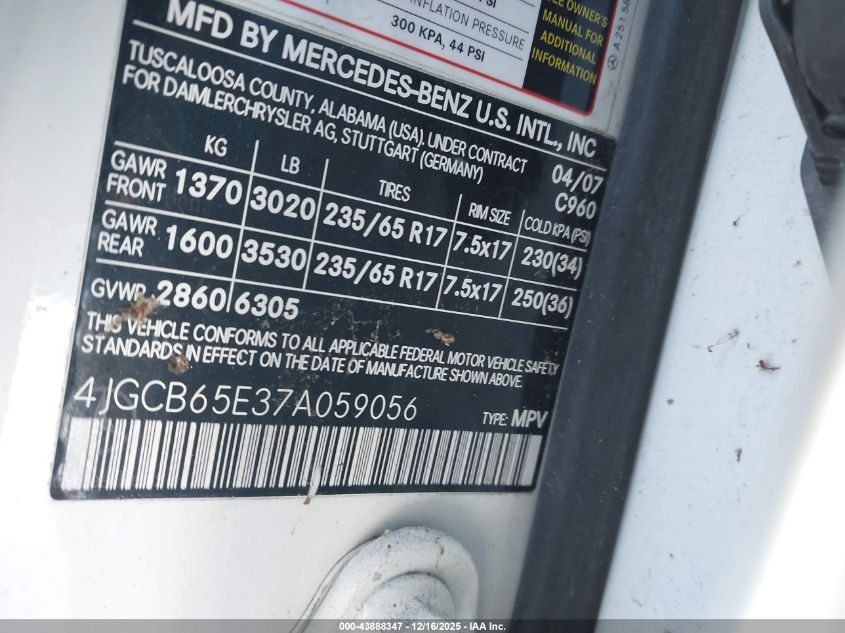 PSI
INFLATION PRESSURE
300 KPA, 44 PSI
SEE OWNER'S
MANUAL FOR
ADDITIONAL
INFORMATION
MFD BY MERCEDES-BENZ U.S. INTL., INC
TUSCALOOSA COUNTY, ALABAMA (USA). UNDER CONTRACT
FOR DAIMLERCHRYSLER AG, STUTTGART (GERMANY)
04/07
C960
KG LB TIRES RIM SIZE COLD KPA (PSI)
GAWR FRONT 1370 3020 235/65 R17 7.5x17 230(34)
GAWR REAR 1600 3530 235/65 R17 7.5x17 250(36)
GVWR 2860 6305
THIS VEHICLE CONFORMS TO ALL APPLICABLE FEDERAL MOTOR VEHICLE SAFETY
STANDARDS IN EFFECT ON THE DATE OF MANUFACTURE SHOWN ABOVE.
4JGCB65E37A059056
TYPE: MPV
000-43888347 - 12/16/2025 - IAA Inc.